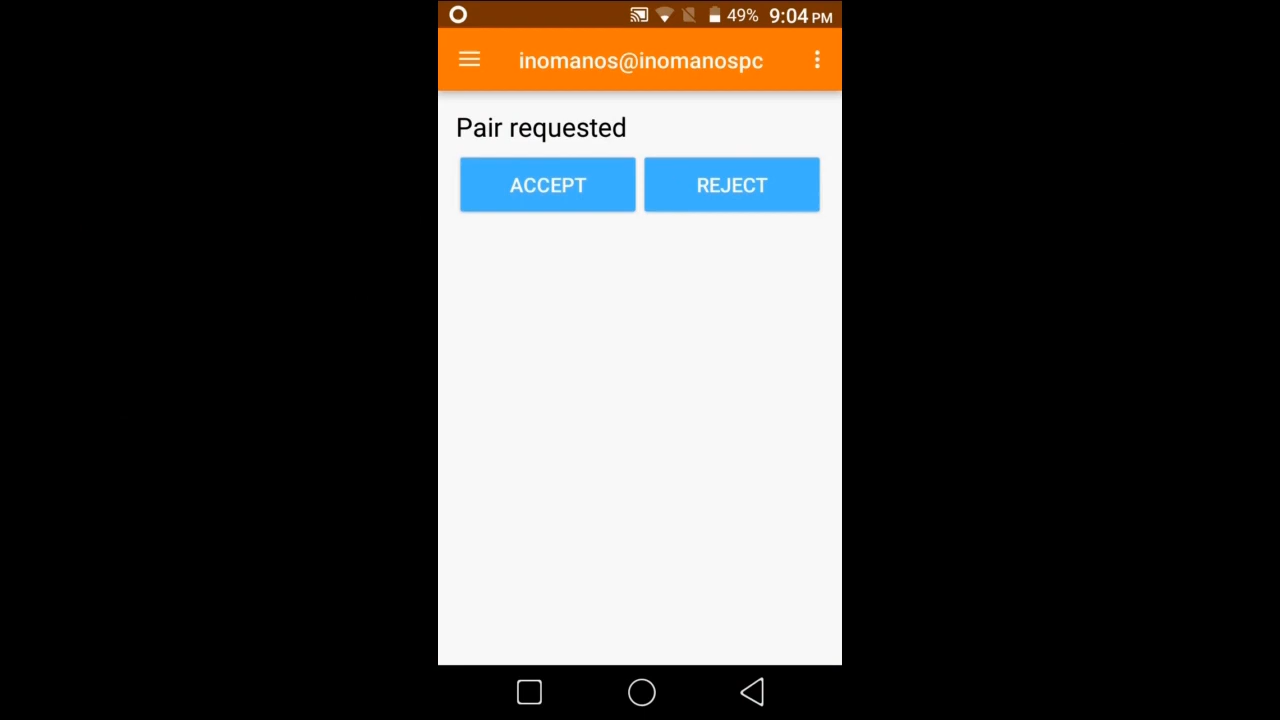 49% 9:04 PM
inomanos@inomanospc
Pair requested
ACCEPT REJECT